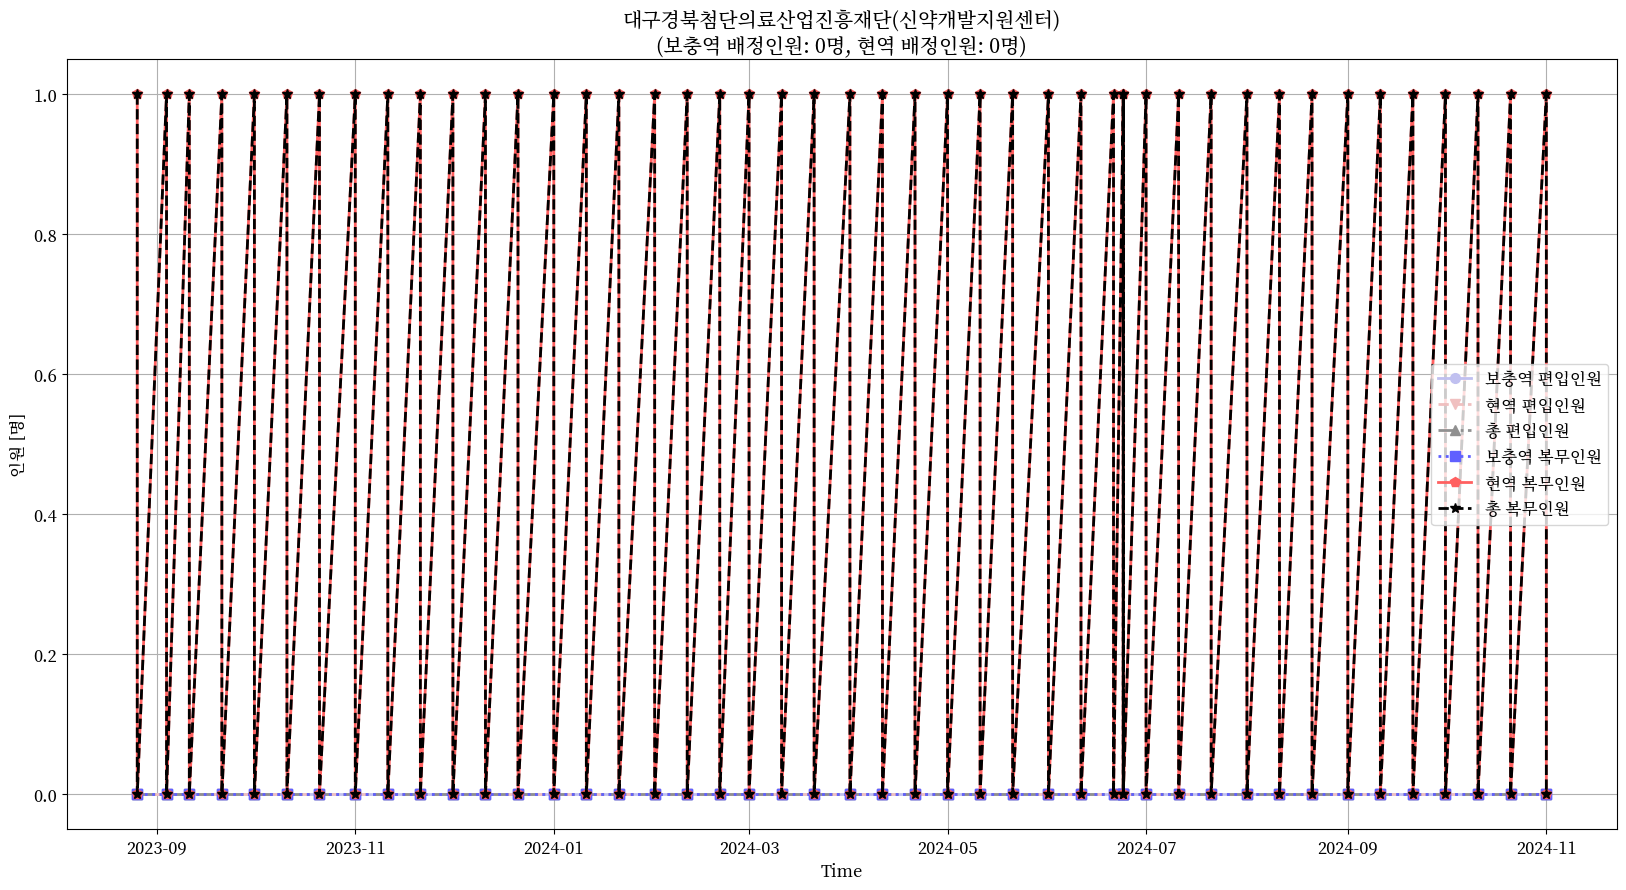 대구경북첨단의료산업진흥재단(신약개발지원센터)
(보충역 배정인원: 0명, 현역 배정인원: 0명)
인원 [명]
1.0
0.8
0.6
0.4
0.2
0.0
보충역 편입인원
현역 편입인원
총 편입인원
보충역 복무인원
현역 복무인원
총 복무인원
2023-09
2023-11
2024-01
2024-03
2024-05
2024-07
2024-09
2024-11
Time